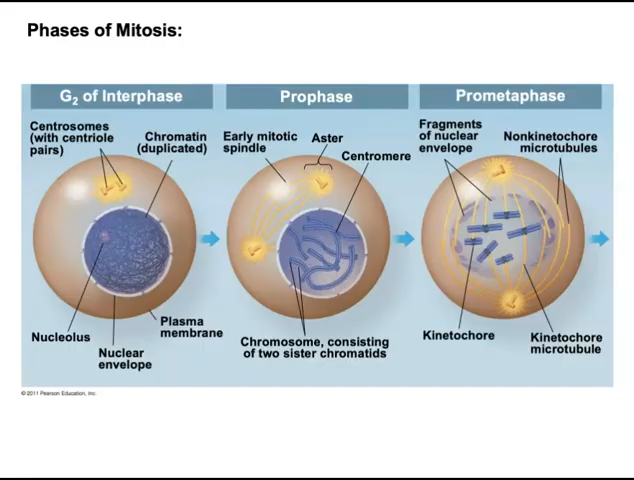 Phases of Mitosis:
G₂ of Interphase
Prophase
Prometaphase
Centrosomes
(with centriole
pairs)
Chromatin
(duplicated)
Nucleolus
Nuclear
envelope
Plasma
membrane
Early mitotic
spindle
Aster
Centromere
Chromosome, consisting
of two sister chromatids
Fragments
of nuclear
envelope
Nonkinetochore
microtubules
Kinetochore
Kinetochore
microtubule
© 2011 Pearson Education, Inc.